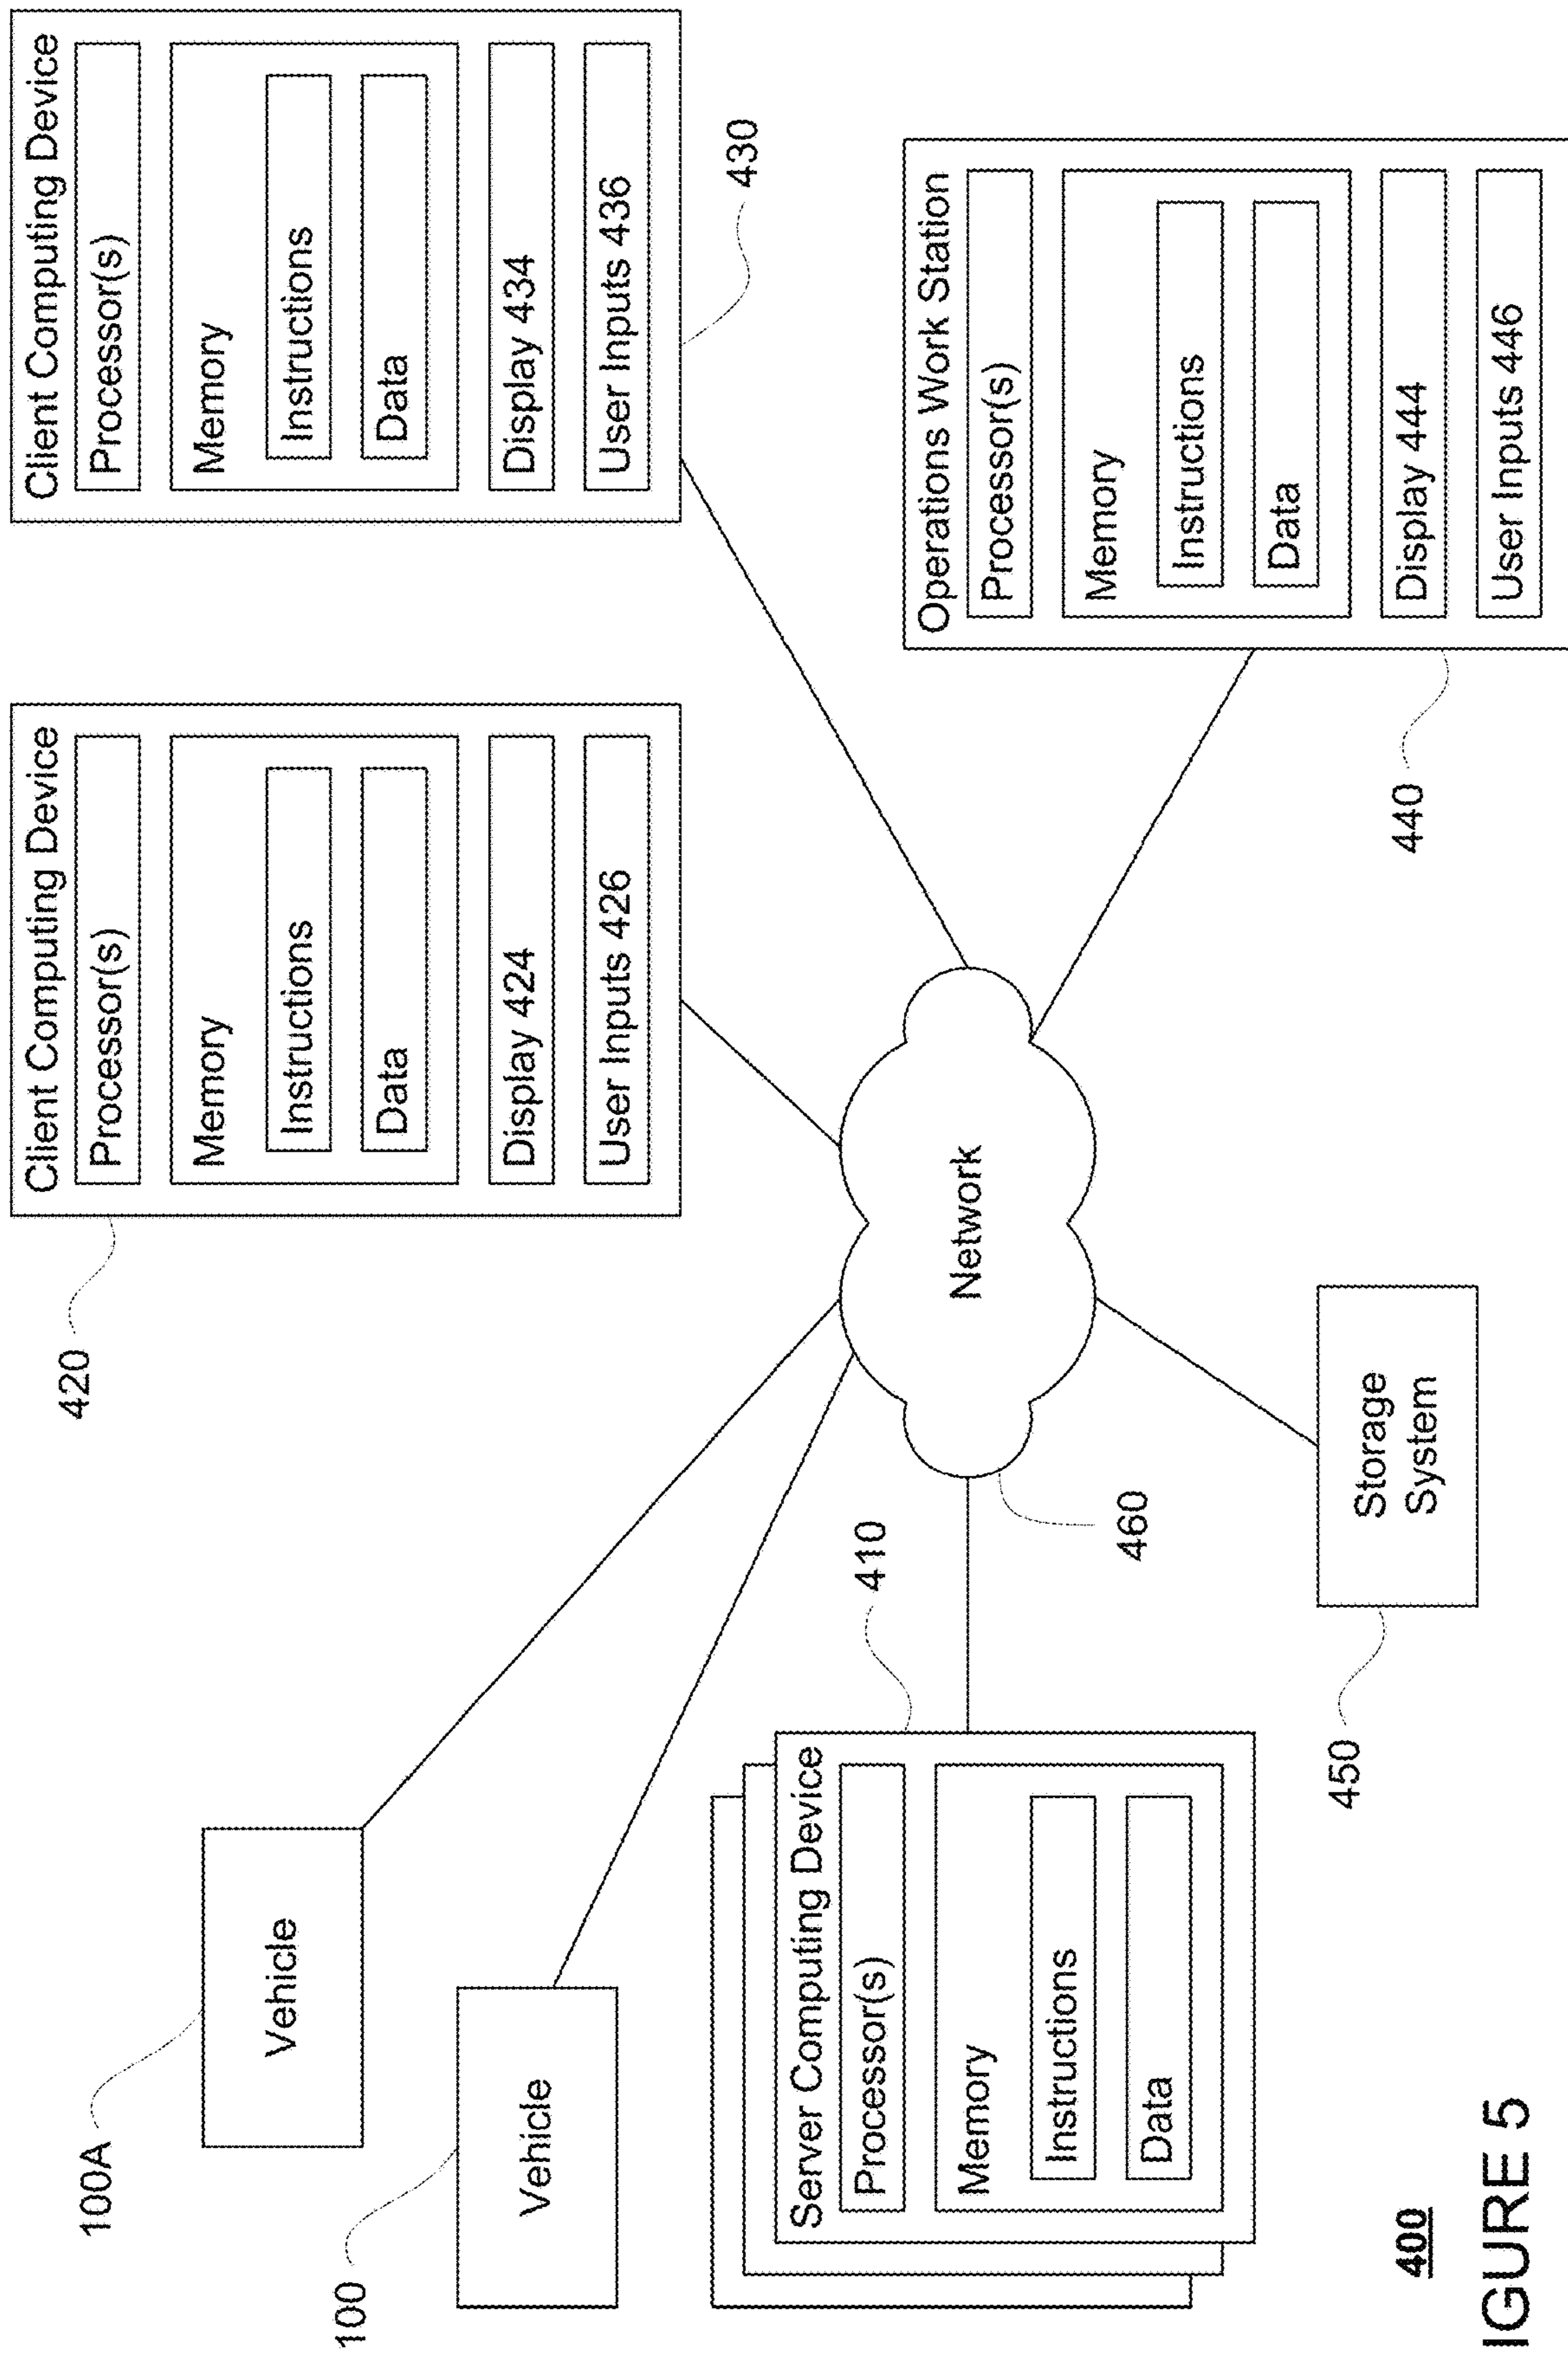 100A
Vehicle
100
Vehicle
420
Client Computing Device
Processor(s)
Memory
Instructions
Data
Display 424
User Inputs 426
Client Computing Device
Processor(s)
Memory
Instructions
Data
Display 434
User Inputs 436
430
Server Computing Device
Processor(s)
Memory
Instructions
Data
410
Network
460
Storage
System
450
Operations Work Station
Processor(s)
Memory
Instructions
Data
Display 444
User Inputs 446
440
400
IGURE 5